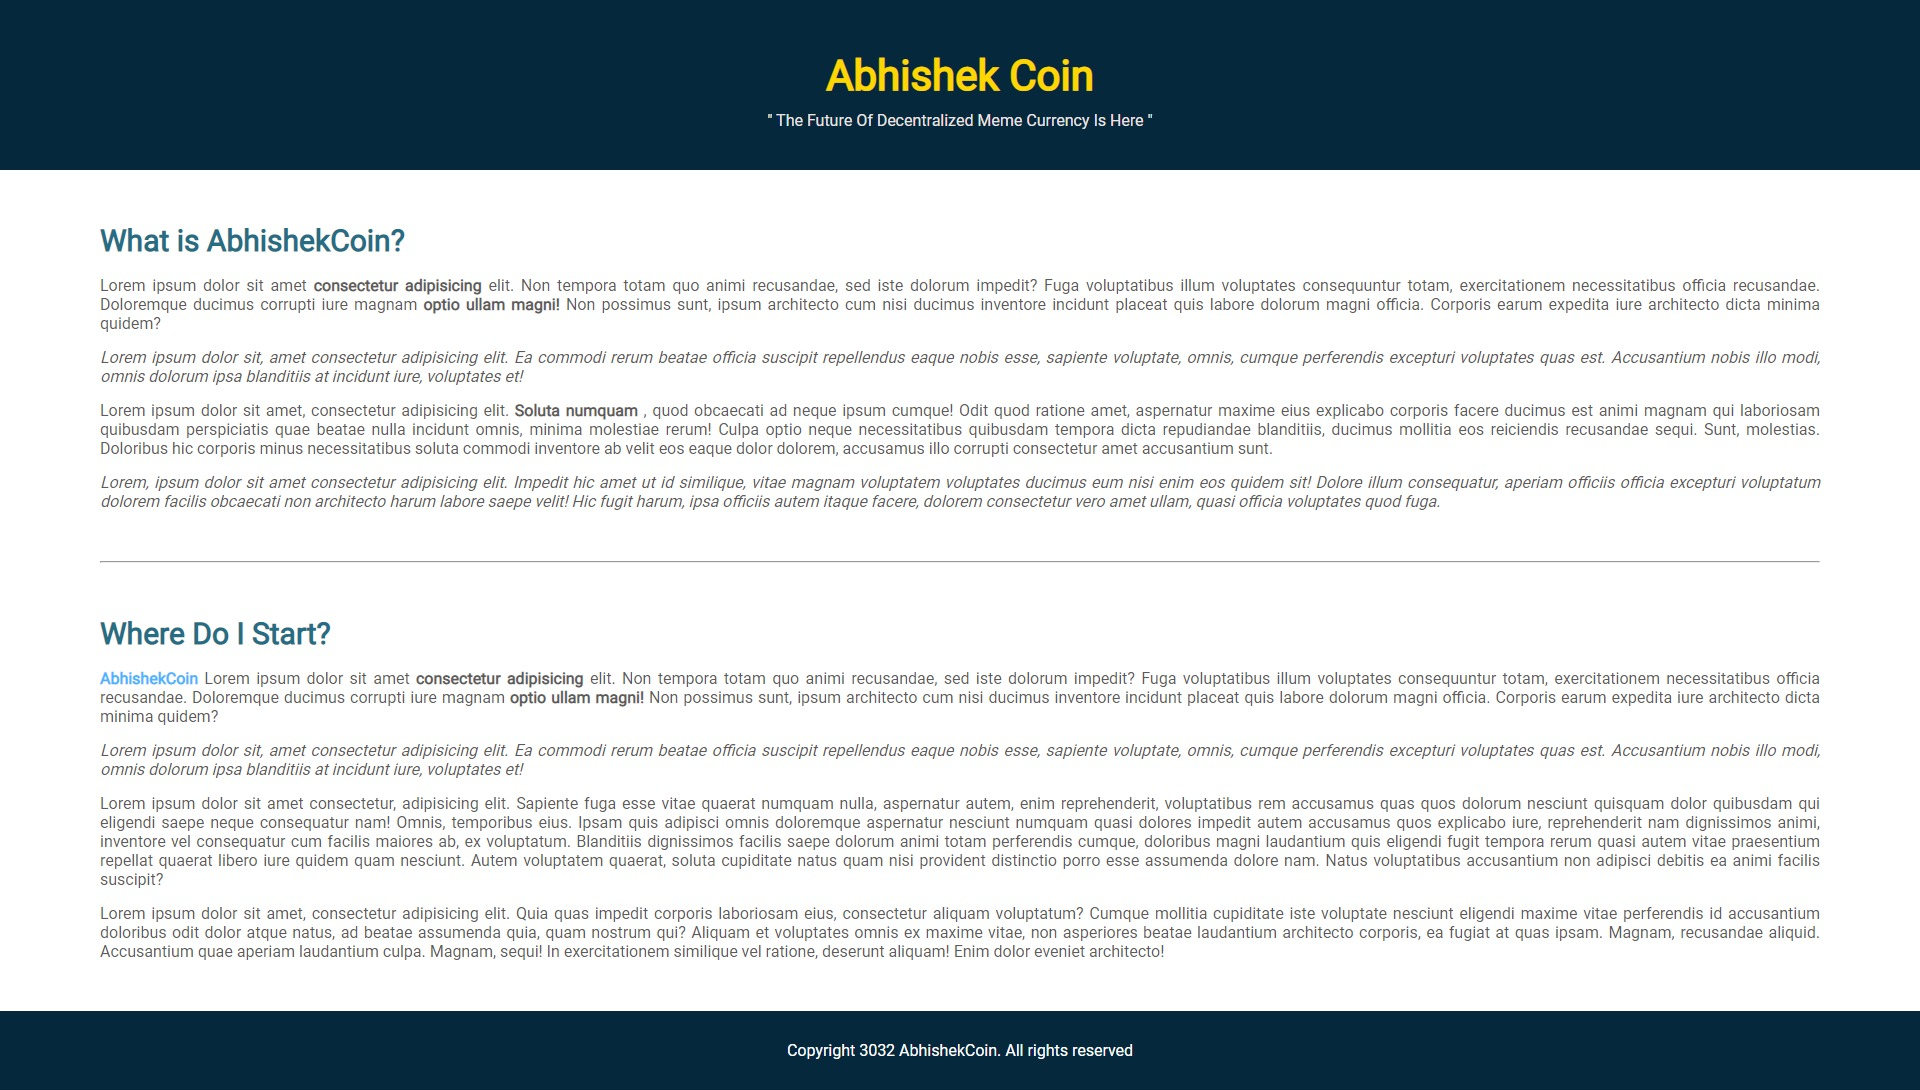 Abhishek Coin
" The Future Of Decentralized Meme Currency Is Here "
What is AbhishekCoin?
Lorem ipsum dolor sit amet consectetur adipisicing elit. Non tempora totam quo animi recusandae, sed iste dolorum impedit? Fuga voluptatibus illum voluptates consequuntur totam, exercitationem necessitatibus officia recusandae.
Doloremque ducimus corrupti iure magnam optio ullam magni! Non possimus sunt, ipsum architecto cum nisi ducimus inventore incidunt placeat quis labore dolorum magni officia. Corporis earum expedita iure architecto dicta minima
quidem?
Lorem ipsum dolor sit, amet consectetur adipisicing elit. Ea commodi rerum beatae officia suscipit repellendus eaque nobis esse, sapiente voluptate, omnis, cumque perferendis excepturi voluptates quas est. Accusantium nobis illo modi,
omnis dolorum ipsa blanditiis at incidunt iure, voluptates et!
Lorem ipsum dolor sit amet, consectetur adipisicing elit. Soluta numquam , quod obcaecati ad neque ipsum cumque! Odit quod ratione amet, aspernatur maxime eius explicabo corporis facere ducimus est animi magnam qui laboriosam
quibusdam perspiciatis quae beatae nulla incidunt omnis, minima molestiae rerum! Culpa optio neque necessitatibus quibusdam tempora dicta repudiandae blanditiis, ducimus mollitia eos reiciendis recusandae sequi. Sunt, molestias.
Doloribus hic corporis minus necessitatibus soluta commodi inventore ab velit eos eaque dolor dolorem, accusamus illo corrupti consectetur amet accusantium sunt.
Lorem, ipsum dolor sit amet consectetur adipisicing elit. Impedit hic amet ut id similique, vitae magnam voluptatem voluptates ducimus eum nisi enim eos quidem sit! Dolore illum consequatur, aperiam officiis officia excepturi voluptatum
dolorem facilis obcaecati non architecto harum labore saepe velit! Hic fugit harum, ipsa officiis autem itaque facere, dolorem consectetur vero amet ullam, quasi officia voluptates quod fuga.
Where Do I Start?
AbhishekCoin Lorem ipsum dolor sit amet consectetur adipisicing elit. Non tempora totam quo animi recusandae, sed iste dolorum impedit? Fuga voluptatibus illum voluptates consequuntur totam, exercitationem necessitatibus officia
recusandae. Doloremque ducimus corrupti iure magnam optio ullam magni! Non possimus sunt, ipsum architecto cum nisi ducimus inventore incidunt placeat quis labore dolorum magni officia. Corporis earum expedita iure architecto dicta
minima quidem?
Lorem ipsum dolor sit, amet consectetur adipisicing elit. Ea commodi rerum beatae officia suscipit repellendus eaque nobis esse, sapiente voluptate, omnis, cumque perferendis excepturi voluptates quas est. Accusantium nobis illo modi,
omnis dolorum ipsa blanditiis at incidunt iure, voluptates et!
Lorem ipsum dolor sit amet consectetur, adipisicing elit. Sapiente fuga esse vitae quaerat numquam nulla, aspernatur autem, enim reprehenderit, voluptatibus rem accusamus quas quos dolorum nesciunt quisquam dolor quibusdam qui
eligendi saepe neque consequatur nam! Omnis, temporibus eius. Ipsam quis adipisci omnis doloremque aspernatur nesciunt numquam quasi dolores impedit autem accusamus quos explicabo iure, reprehenderit nam dignissimos animi,
inventore vel consequatur cum facilis maiores ab, ex voluptatum. Blanditiis dignissimos facilis saepe dolorum animi totam perferendis cumque, doloribus magni laudantium quis eligendi fugit tempora rerum quasi autem vitae praesentium
repellat quaerat libero iure quidem quam nesciunt. Autem voluptatem quaerat, soluta cupiditate natus quam nisi provident distinctio porro esse assumenda dolore nam. Natus voluptatibus accusantium non adipisci debitis ea animi facilis
suscipit?
Lorem ipsum dolor sit amet, consectetur adipisicing elit. Quia quas impedit corporis laboriosam eius, consectetur aliquam voluptatum? Cumque mollitia cupiditate iste voluptate nesciunt eligendi maxime vitae perferendis id accusantium
doloribus odit dolor atque natus, ad beatae assumenda quia, quam nostrum qui? Aliquam et voluptates omnis ex maxime vitae, non asperiores beatae laudantium architecto corporis, ea fugiat at quas ipsam. Magnam, recusandae aliquid.
Accusantium quae aperiam laudantium culpa. Magnam, sequi! In exercitationem similique vel ratione, deserunt aliquam! Enim dolor eveniet architecto!
Copyright 3032 AbhishekCoin. All rights reserved